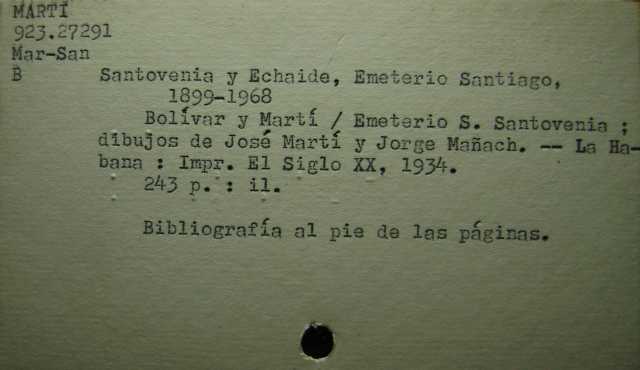 MARTÍ
923.27291
Mar-San
B Santovenia y Echaide, Emeterio Santiago,
1899-1968
Bolívar y Martí / Emeterio S. Santovenia ;
dibujos de José Martí y Jorge Mañach. -- La Ha-
bana : Impr. El Siglo XX, 1934.
243 p. : il.
Bibliografía al pie de las páginas.